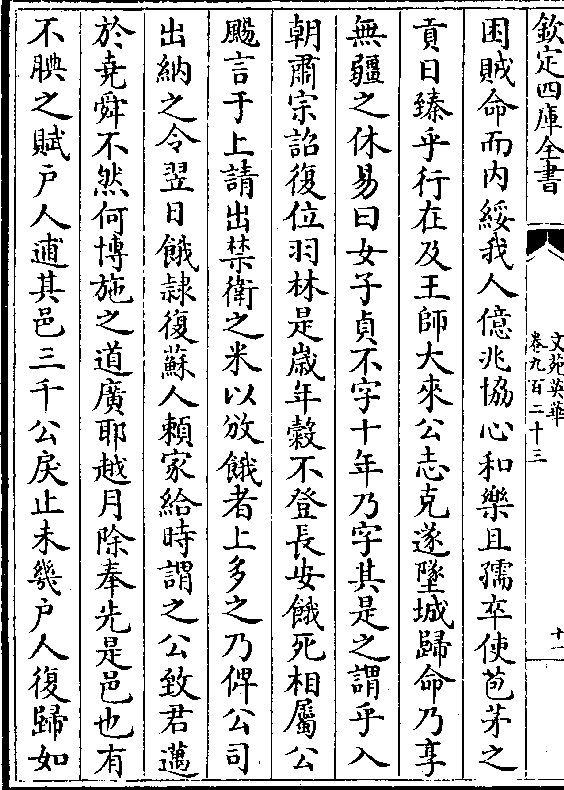 欽定四庫全書
文苑英華
卷九百二十三
十一
困賊命而内綏我人億兆協心和樂且孺卒使苞茅之
貢日臻乎行在及王師大來公志克遂墜城歸命乃享
無疆之休易曰女子貞不字十年乃字其是之謂乎入
朝肅宗詔復位羽林是歳年糓不登長安餓死相屬公
颺言于上請出禁衛之米以放餓者上多之乃俾公司
出納之令翌日餓隷復蘇人賴家給時謂之公致君邁
於堯舜不然何博施之道廣耶越月除奉先是邑也有
不腆之賦户人逋其邑三千公戾止未幾户人復歸如